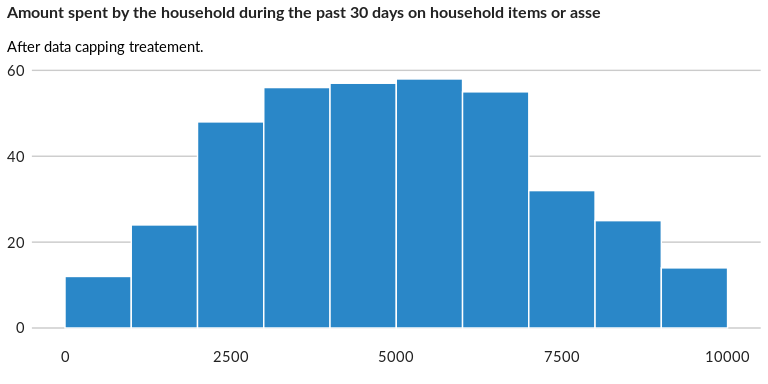 Amount spent by the household during the past 30 days on household items or asse
After data capping treatement.
60
40
20
0
0 2500 5000 7500 10000